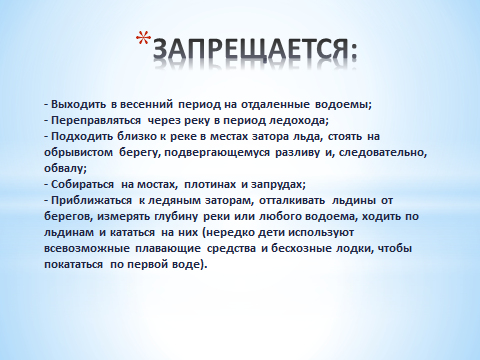 *ЗАПРЕЩАЕТСЯ:
- Выходить в весенний период на отдаленные водоемы;
- Переправляться через реку в период ледохода;
- Подходить близко к реке в местах затора льда, стоять на
обрывистом берегу, подвергающемуся разливу и, следовательно,
обвалу;
- Собираться на мостах, плотинах и запрудах;
- Приближаться к ледяным заторам, отталкивать льдины от
берегов, измерять глубину реки или любого водоема, ходить по
льдинам и кататься на них (нередко дети используют
всевозможные плавающие средства и бесхозные лодки, чтобы
покататься по первой воде).